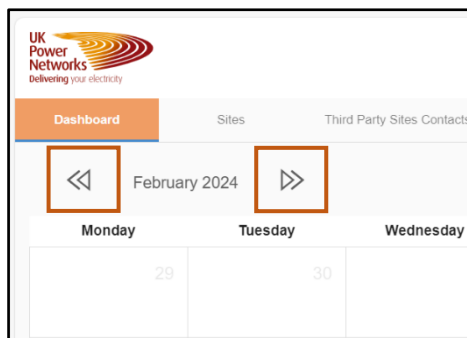 UK
Power
Networks
Delivering your electricity
Dashboard Sites Third Party Sites Contacts
February 2024
Monday Tuesday Wednesday
29 30